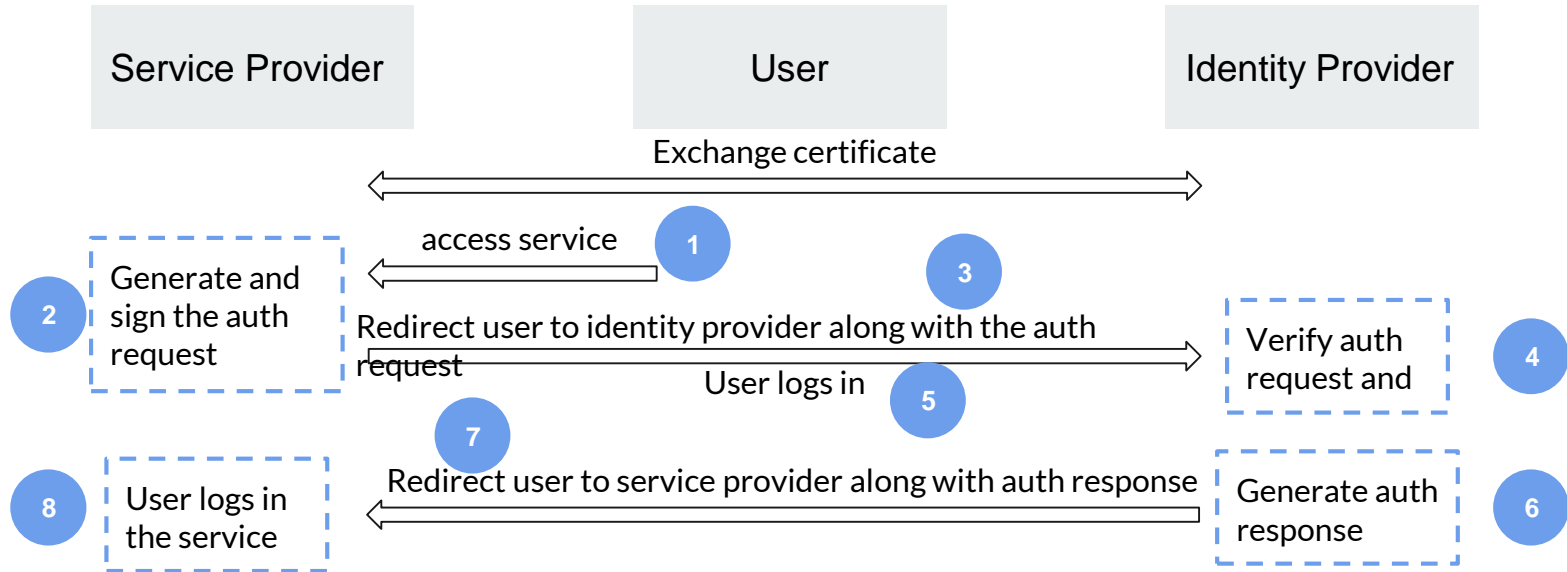 Service Provider
User
Identity Provider
Exchange certificate
access service
1
3
2
Generate and
sign the auth
request
Redirect user to identity provider along with the auth
request
Verify auth
request and
4
User logs in
5
7
Redirect user to service provider along with auth response
8
User logs in
the service
Generate auth
response
6